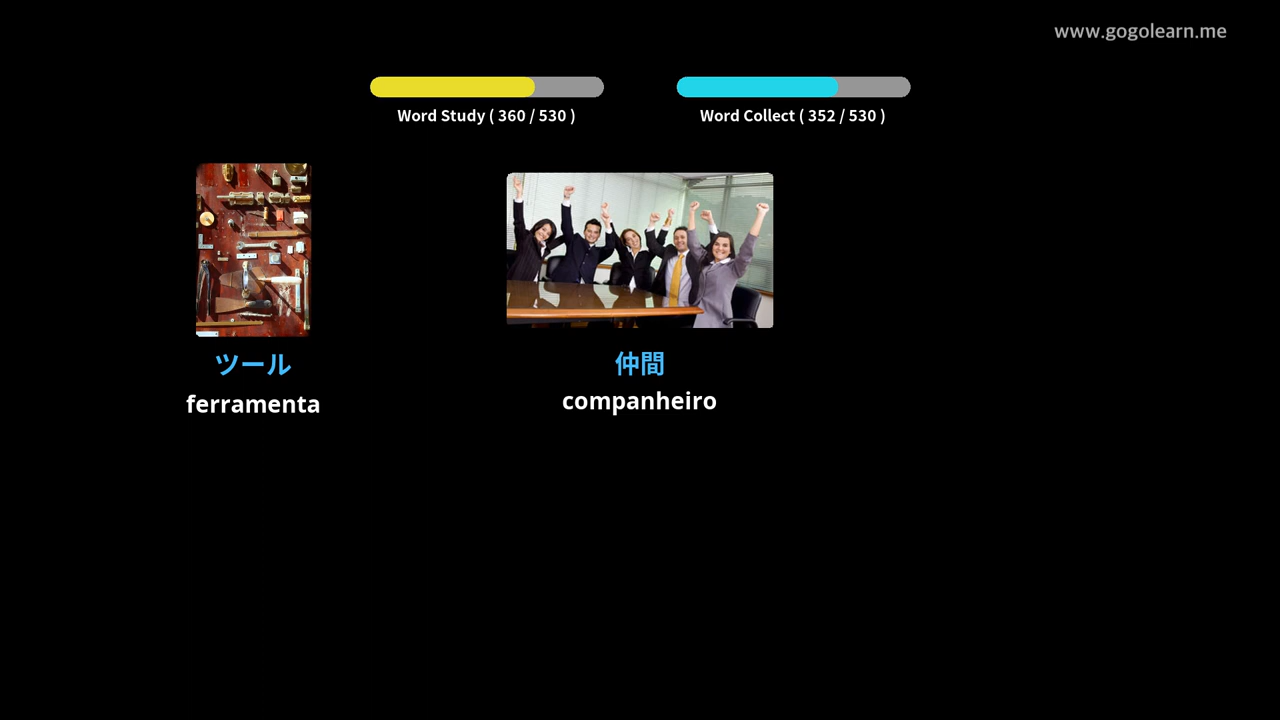 www.gogolearn.me
Word Study ( 360 / 530 )
Word Collect ( 352 / 530 )
ツール
ferramenta
仲間
companheiro